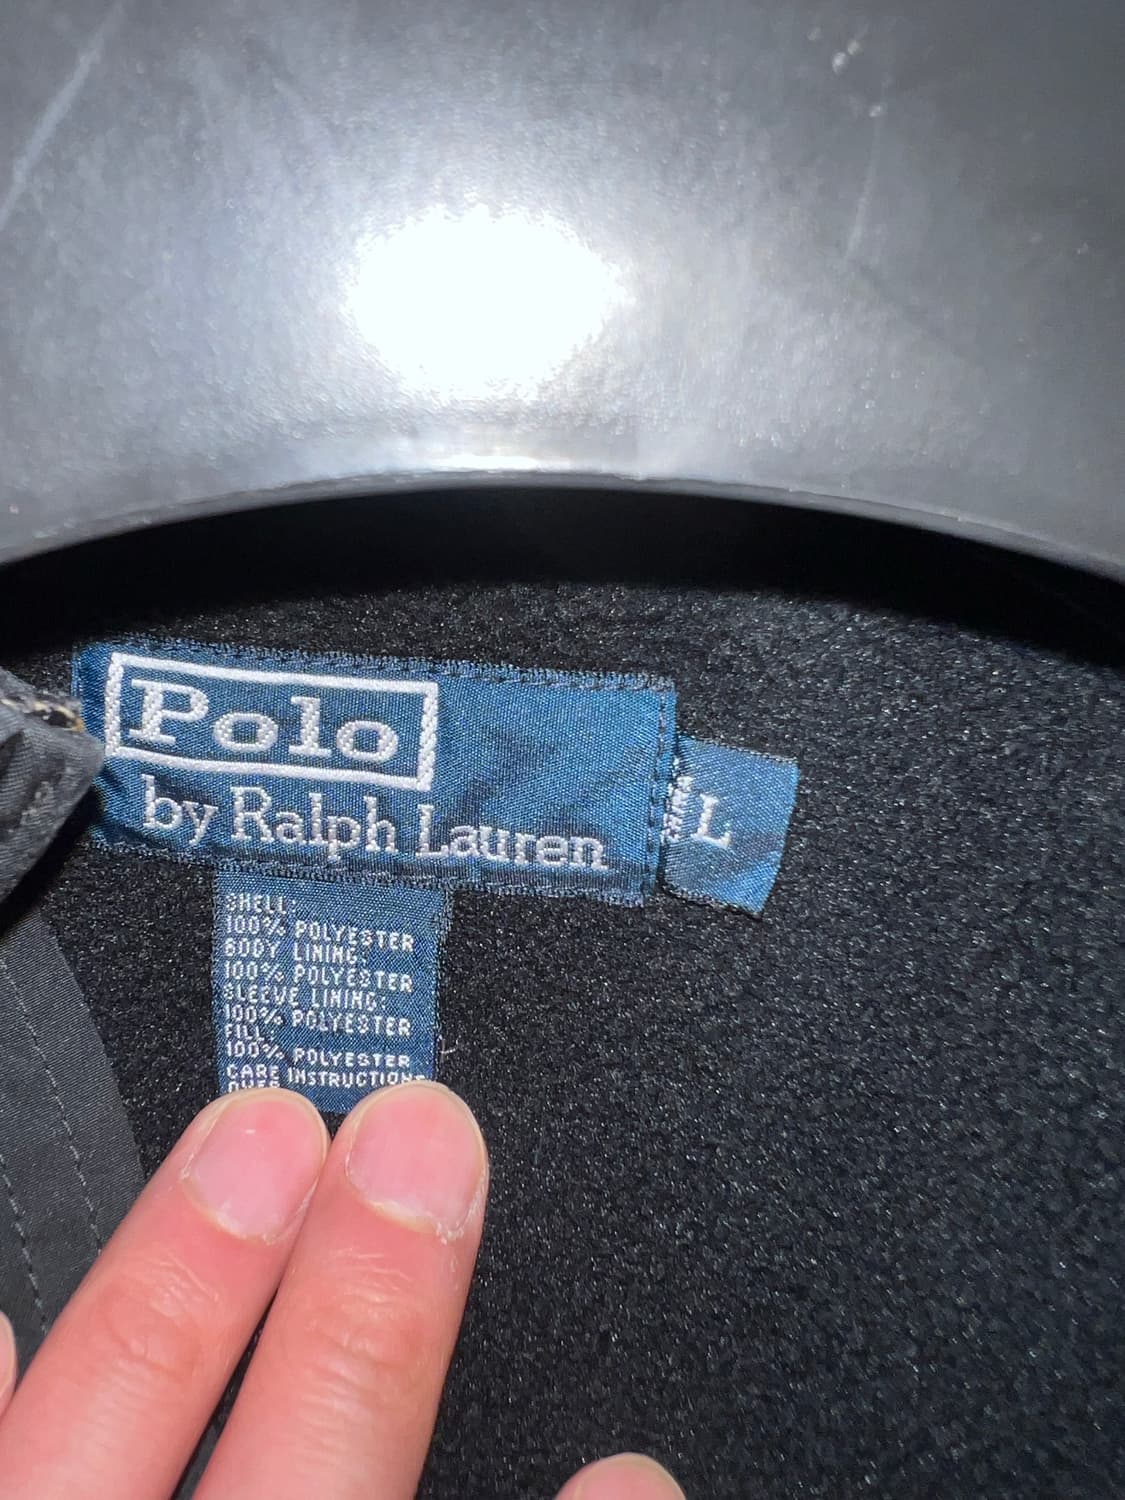 Polo
by Ralph Lauren
L
SHELL:
100% POLYESTER
BODY LINING:
100% POLYESTER
SLEEVE LINING:
100% POLYESTER
FILL
100% POLYESTER
CARE INSTRUCTIONS